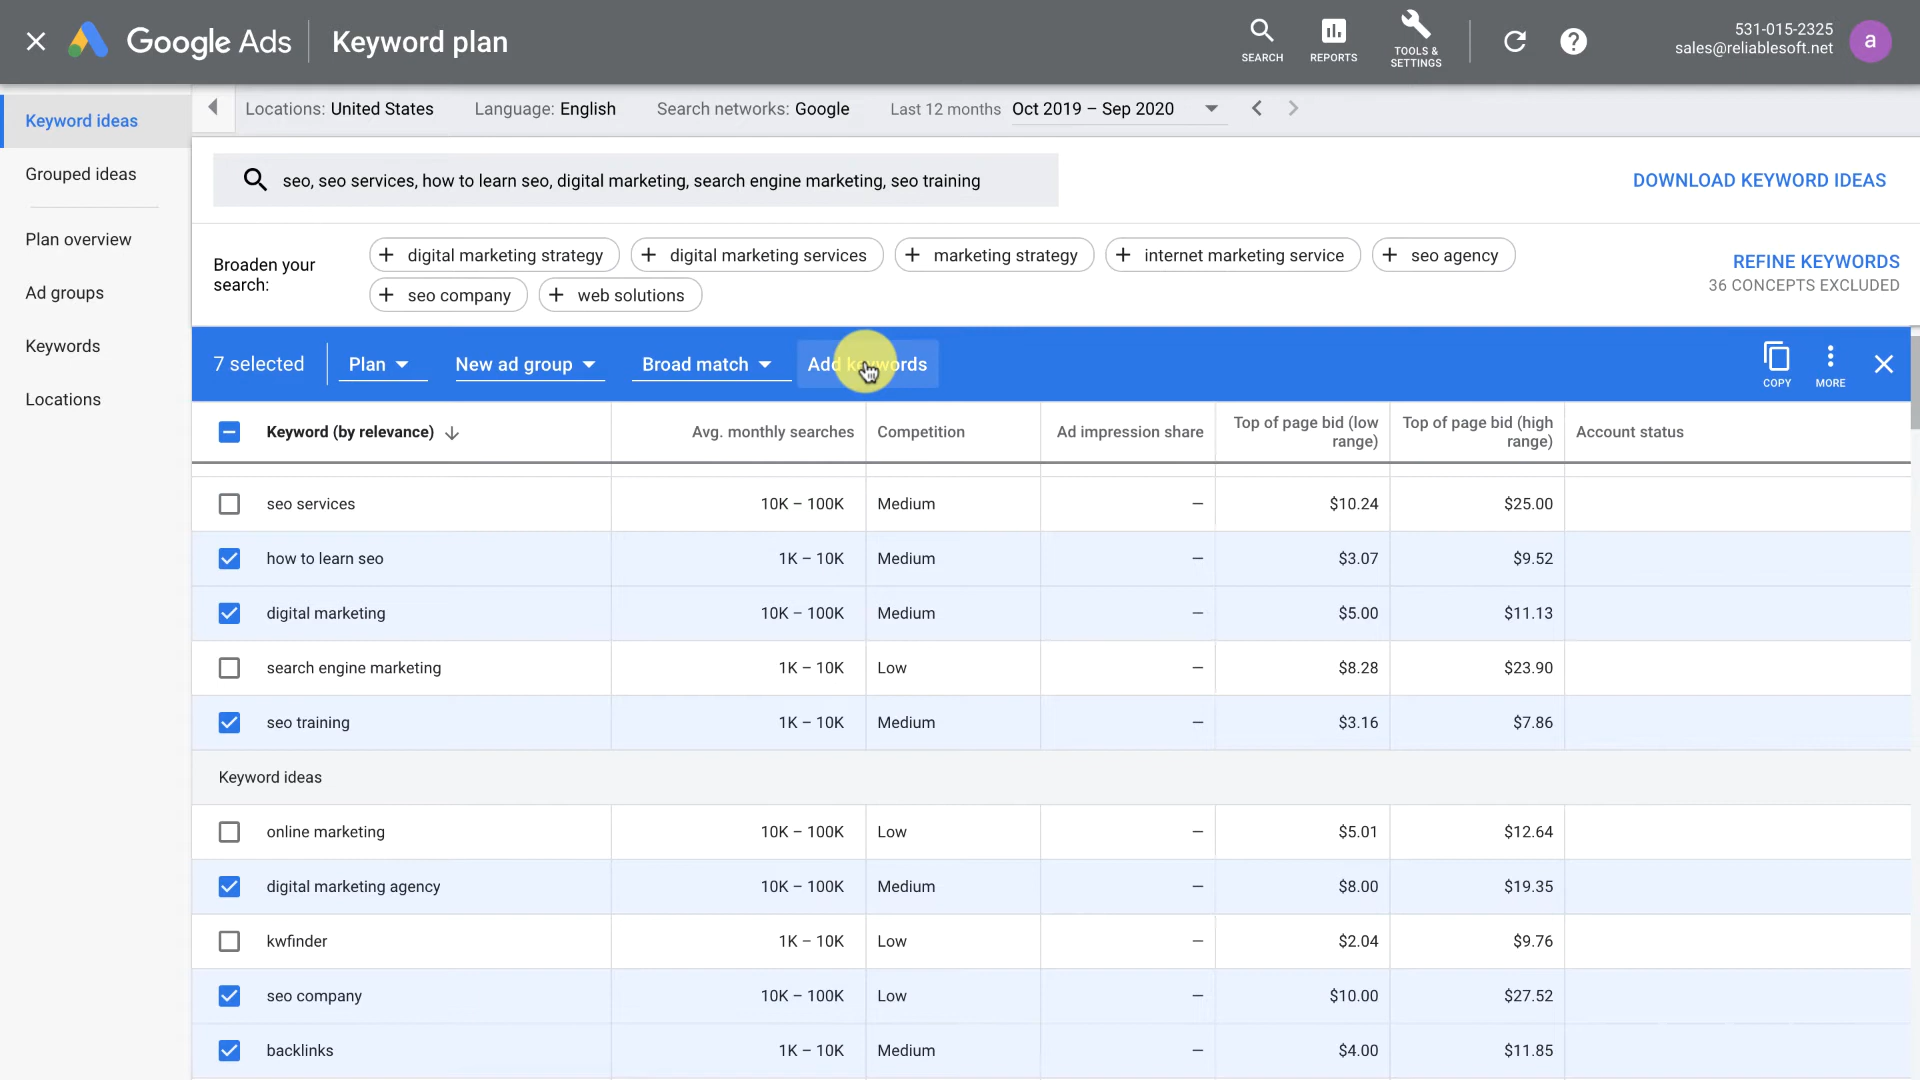 Google Ads
Keyword plan
SEARCH
REPORTS
TOOLS &
SETTINGS
531-015-2325
sales@reliablesoft.net
a
Keyword ideas
Grouped ideas
Plan overview
Ad groups
Keywords
Locations
Locations: United States
Language: English
Search networks: Google
Last 12 months
Oct 2019 – Sep 2020
seo, seo services, how to learn seo, digital marketing, search engine marketing, seo training
DOWNLOAD KEYWORD IDEAS
Broaden your
search:
digital marketing strategy
digital marketing services
marketing strategy
internet marketing service
seo agency
seo company
web solutions
REFINE KEYWORDS
36 CONCEPTS EXCLUDED
7 selected
Plan
New ad group
Broad match
Add keywords
COPY
MORE
Keyword (by relevance)
Avg. monthly searches
Competition
Ad impression share
Top of page bid (low
range)
Top of page bid (high
range)
Account status
seo services 10K – 100K Medium – $10.24 $25.00
how to learn seo 1K – 10K Medium – $3.07 $9.52
digital marketing 10K – 100K Medium – $5.00 $11.13
search engine marketing 1K – 10K Low – $8.28 $23.90
seo training 1K – 10K Medium – $3.16 $7.86
Keyword ideas
online marketing 10K – 100K Low – $5.01 $12.64
digital marketing agency 10K – 100K Medium – $8.00 $19.35
kwfinder 1K – 10K Low – $2.04 $9.76
seo company 10K – 100K Low – $10.00 $27.52
backlinks 1K – 10K Medium – $4.00 $11.85